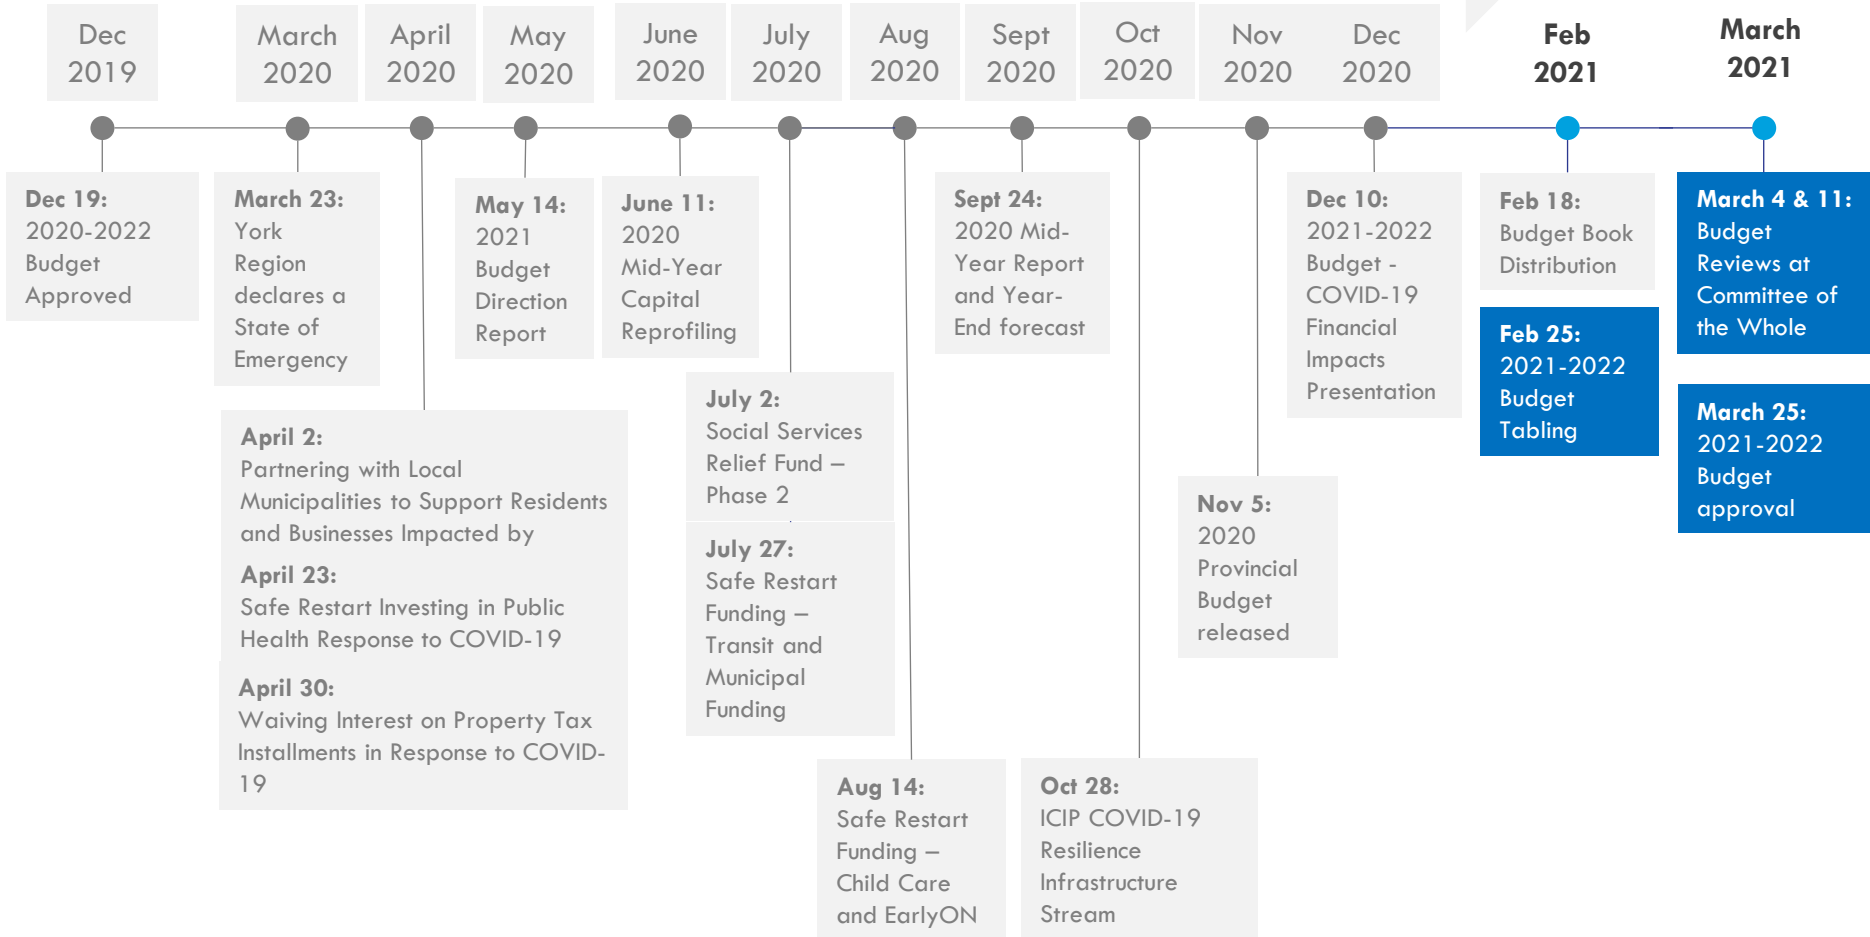 Dec
2019
March
2020
April
2020
May
2020
June
2020
July
2020
Aug
2020
Sept
2020
Oct
2020
Nov
2020
Dec
2020
Feb
2021
March
2021
Dec 19:
2020-2022
Budget
Approved
March 23:
York
Region
declares a
State of
Emergency
April 2:
Partnering with Local
Municipalities to Support Residents
and Businesses Impacted by
April 23:
Safe Restart Investing in Public
Health Response to COVID-19
April 30:
Waiving Interest on Property Tax
Installments in Response to COVID-
19
May 14:
2021
Budget
Direction
Report
June 11:
2020
Mid-Year
Capital
Reprofiling
July 2:
Social Services
Relief Fund –
Phase 2
July 27:
Safe Restart
Funding –
Transit and
Municipal
Funding
Aug 14:
Safe Restart
Funding –
Child Care
and EarlyON
Sept 24:
2020 Mid-
Year Report
and Year-
End forecast
Oct 28:
ICIP COVID-19
Resilience
Infrastructure
Stream
Nov 5:
2020
Provincial
Budget
released
Dec 10:
2021-2022
Budget -
COVID-19
Financial
Impacts
Presentation
Feb 18:
Budget Book
Distribution
Feb 25:
2021-2022
Budget
Tabling
March 4 & 11:
Budget
Reviews at
Committee of
the Whole
March 25:
2021-2022
Budget
approval